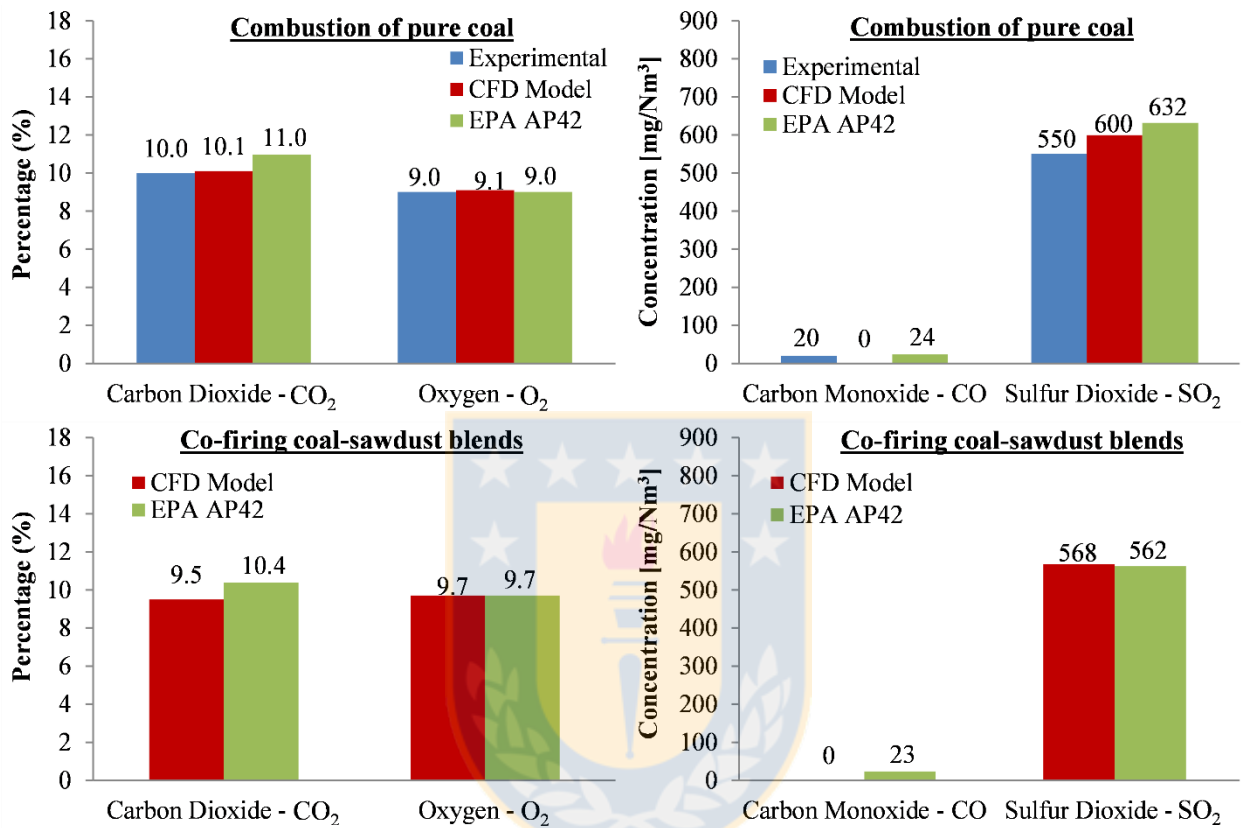 Combustion of pure coal
Experimental
CFD Model
EPA AP42
Percentage (%)
18
16
14
12
10
8
6
4
2
0
10.0 10.1 11.0
9.0 9.1 9.0
Carbon Dioxide - CO₂ Oxygen - O₂
Combustion of pure coal
Experimental
CFD Model
EPA AP42
Concentration [mg/Nm³]
900
800
700
600
500
400
300
200
100
0
20 0 24
550 600 632
Carbon Monoxide - CO Sulfur Dioxide - SO₂
Co-firing coal-sawdust blends
CFD Model
EPA AP42
Percentage (%)
18
16
14
12
10
8
6
4
2
0
9.5 10.4
9.7 9.7
Carbon Dioxide - CO₂ Oxygen - O₂
Co-firing coal-sawdust blends
CFD Model
EPA AP42
Concentration [mg/Nm³]
900
800
700
600
500
400
300
200
100
0
0 23
568 562
Carbon Monoxide - CO Sulfur Dioxide - SO₂